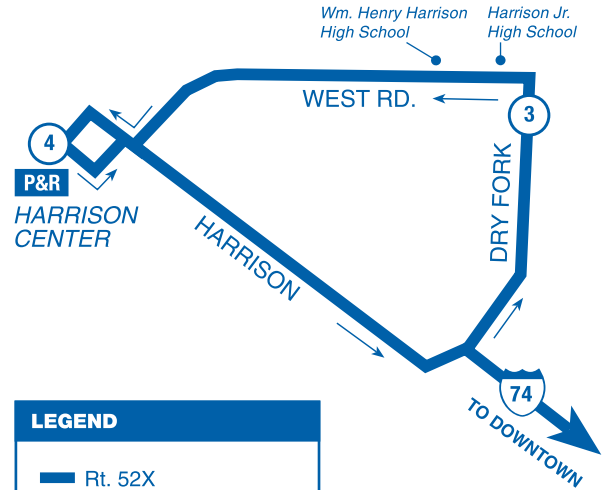 Wm. Henry Harrison
High School
Harrison Jr.
High School
WEST RD.
3
4
P&R
HARRISON
CENTER
DRY FORK
HARRISON
74
TO DOWNTOWN
LEGEND
Rt. 52X